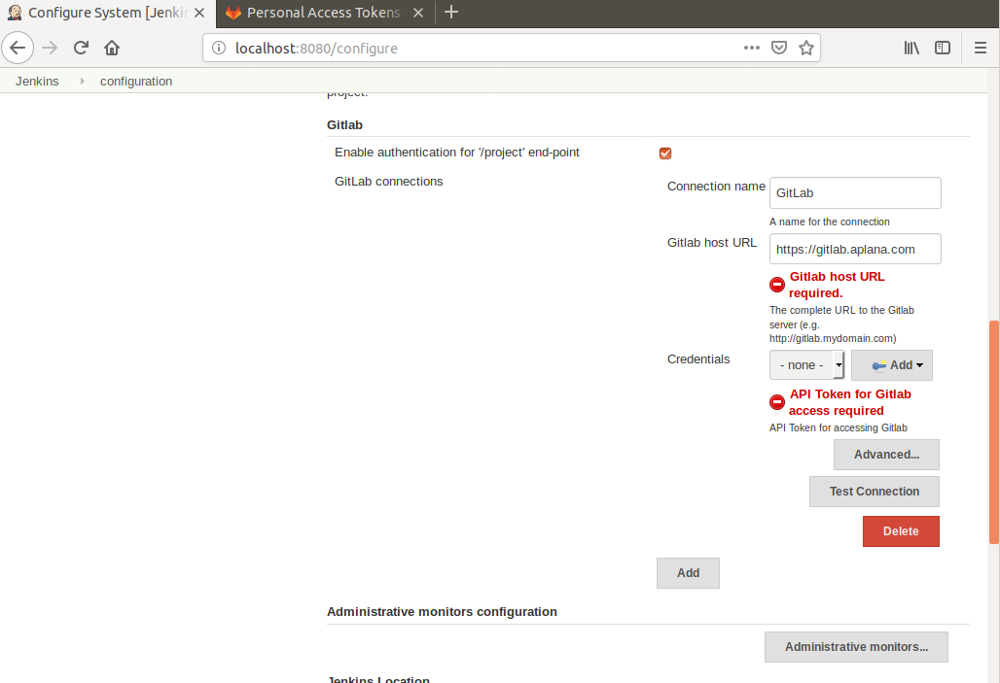 Configure System [Jenkin
Personal Access Tokens
localhost:8080/configure
Jenkins
configuration
project.
Gitlab
Enable authentication for '/project' end-point
GitLab connections
Connection name
GitLab
A name for the connection
Gitlab host URL
https://gitlab.aplana.com
Gitlab host URL
required.
The complete URL to the Gitlab
server (e.g.
http://gitlab.mydomain.com)
Credentials
- none -
Add
API Token for Gitlab
access required
API Token for accessing Gitlab
Advanced...
Test Connection
Delete
Add
Administrative monitors configuration
Administrative monitors...
Jenkins Location